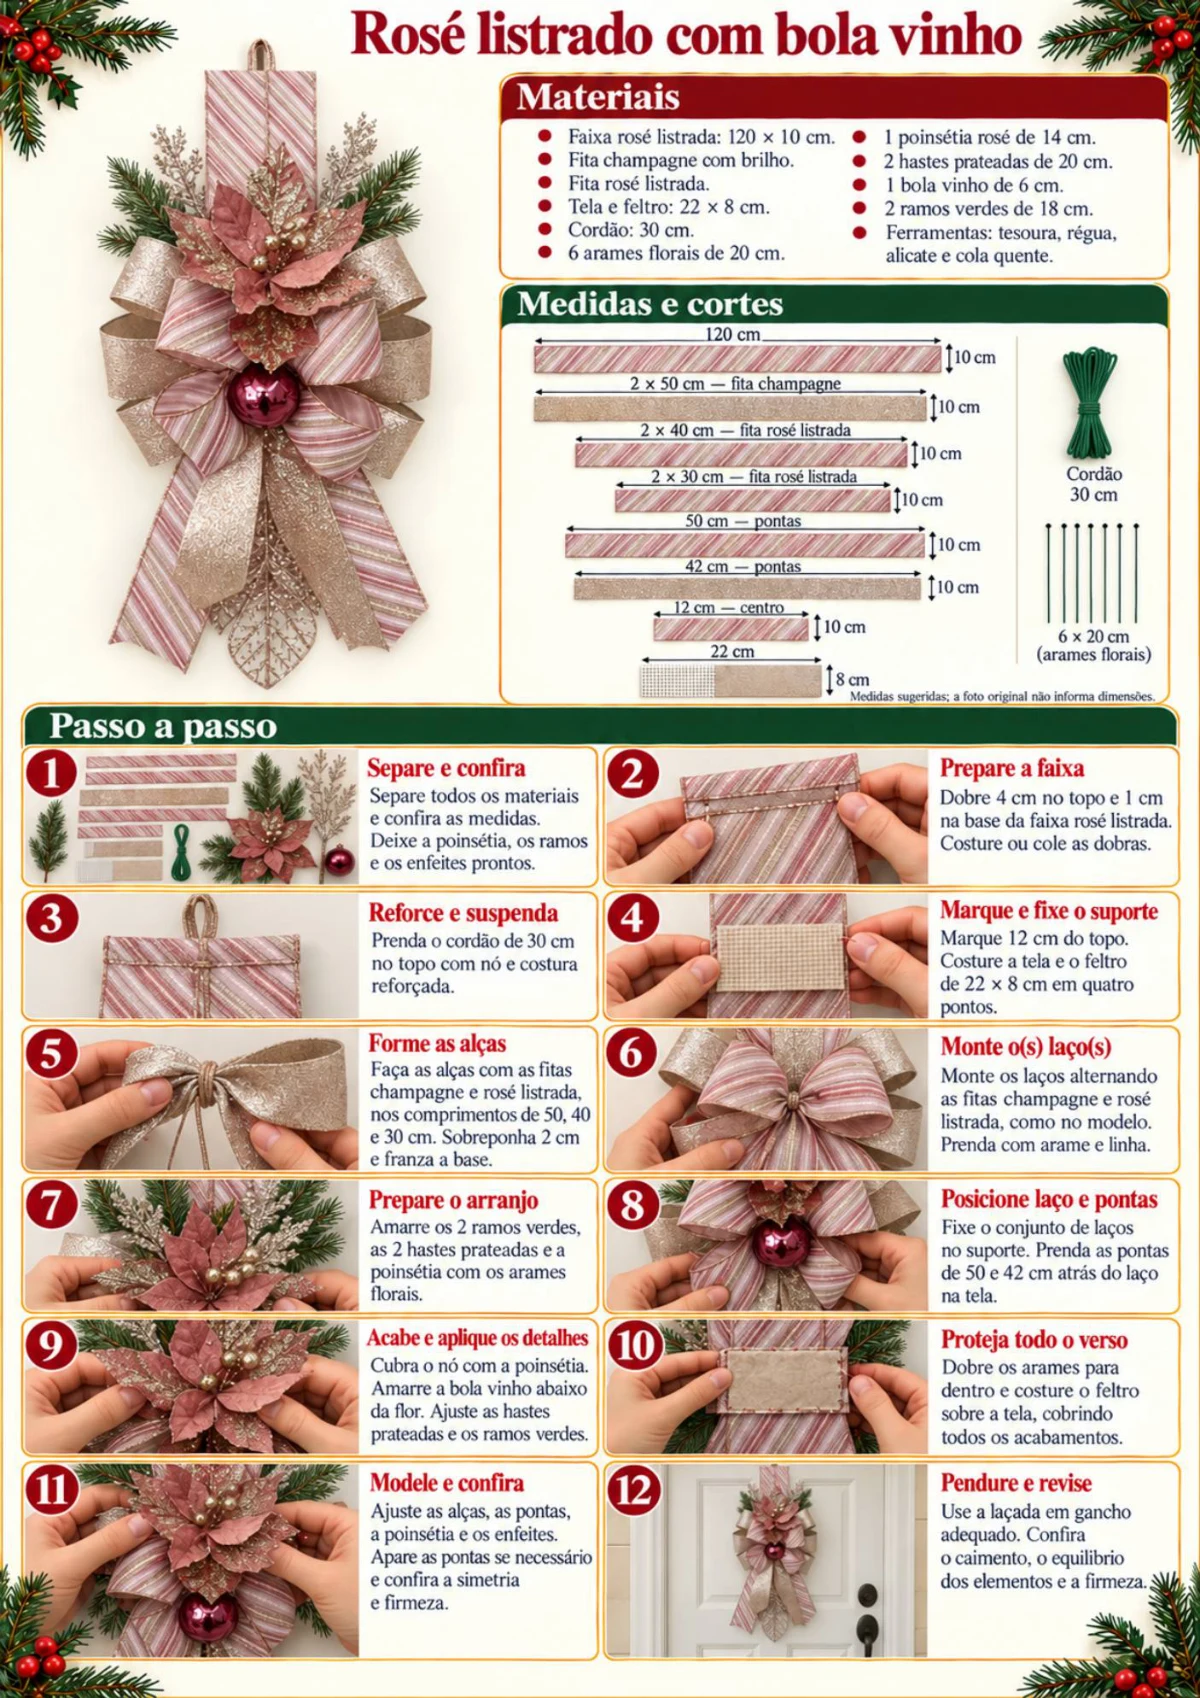 Rosé listrado com bola vinho
Materiais
Faixa rosé listrada: 120 × 10 cm.
Fita champagne com brilho.
Fita rosé listrada.
Tela e feltro: 22 × 8 cm.
Cordão: 30 cm.
6 arames florais de 20 cm.
1 poinsétia rosé de 14 cm.
2 hastes prateadas de 20 cm.
1 bola vinho de 6 cm.
2 ramos verdes de 18 cm.
Ferramentas: tesoura, régua,
alicate e cola quente.
Medidas e cortes
120 cm
10 cm
2 × 50 cm — fita champagne
10 cm
2 × 40 cm — fita rosé listrada
10 cm
2 × 30 cm — fita rosé listrada
10 cm
50 cm — pontas
10 cm
42 cm — pontas
10 cm
12 cm — centro
10 cm
22 cm
8 cm
Cordão
30 cm
6 × 20 cm
(arames florais)
Medidas sugeridas; a foto original não informa dimensões.
Passo a passo
1
Separe e confira
Separe todos os materiais
e confira as medidas.
Deixe a poinsétia, os ramos
e os enfeites prontos.
2
Prepare a faixa
Dobre 4 cm no topo e 1 cm
na base da faixa rosé listrada.
Costure ou cole as dobras.
3
Reforce e suspenda
Prenda o cordão de 30 cm
no topo com nó e costura
reforçada.
4
Marque e fixe o suporte
Marque 12 cm do topo.
Costure a tela e o feltro
de 22 × 8 cm em quatro
pontos.
5
Forme as alças
Faça as alças com as fitas
champagne e rosé listrada,
nos comprimentos de 50, 40
e 30 cm. Sobreponha 2 cm
e franza a base.
6
Monte o(s) laço(s)
Monte os laços alternando
as fitas champagne e rosé
listrada, como no modelo.
Prenda com arame e linha.
7
Prepare o arranjo
Amarre os 2 ramos verdes,
as 2 hastes prateadas e a
poinsétia com os arames
florais.
8
Posicione laço e pontas
Fixe o conjunto de laços
no suporte. Prenda as pontas
de 50 e 42 cm atrás do laço
na tela.
9
Acabe e aplique os detalhes
Cubra o nó com a poinsétia.
Amarre a bola vinho abaixo
da flor. Ajuste as hastes
prateadas e os ramos verdes.
10
Proteja todo o verso
Dobre os arames para
dentro e costure o feltro
sobre a tela, cobrindo
todos os acabamentos.
11
Modele e confira
Ajuste as alças, as pontas,
a poinsétia e os enfeites.
Apare as pontas se necessário
e confira a simetria
e firmeza.
12
Pendure e revise
Use a laçada em gancho
adequado. Confira
o caimento, o equilibrio
dos elementos e a firmeza.